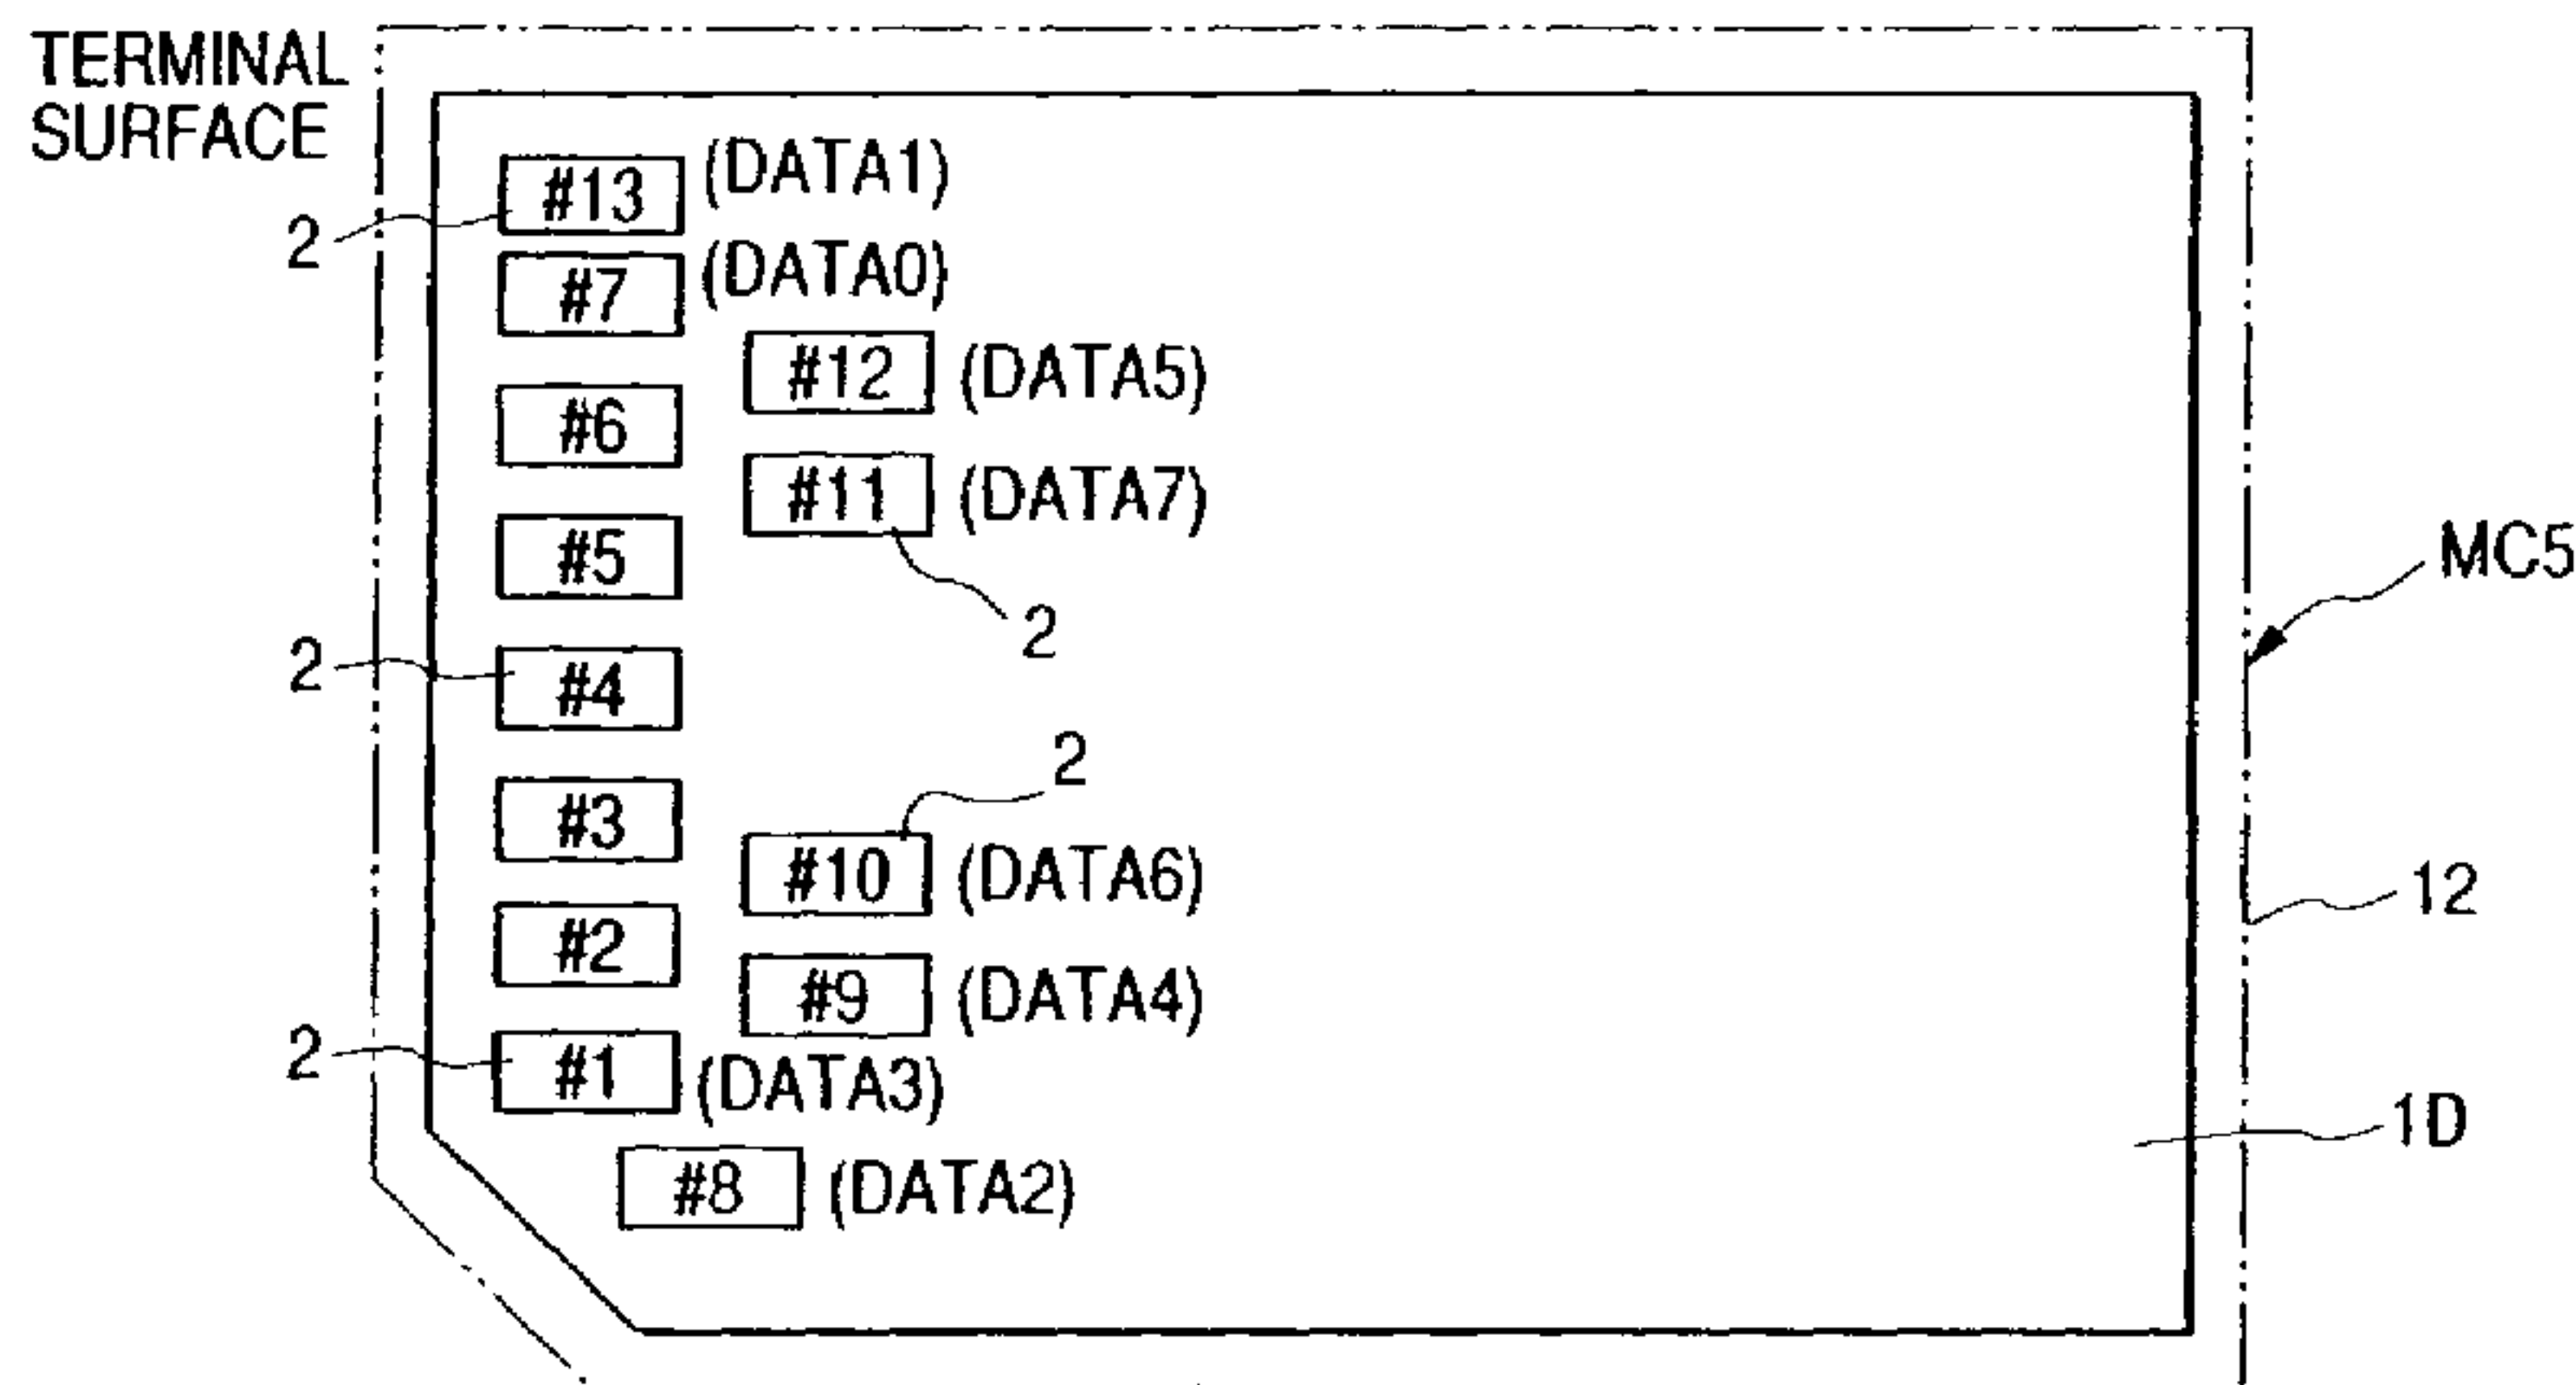 TERMINAL
SURFACE
#13 (DATA1)
2
#7 (DATA0)
#12 (DATA5)
#6
#11 (DATA7)
#5
MC5
2
2
#4
2
#3
#10 (DATA6)
12
#2
#9 (DATA4)
2
#1 (DATA3)
1D
#8 (DATA2)